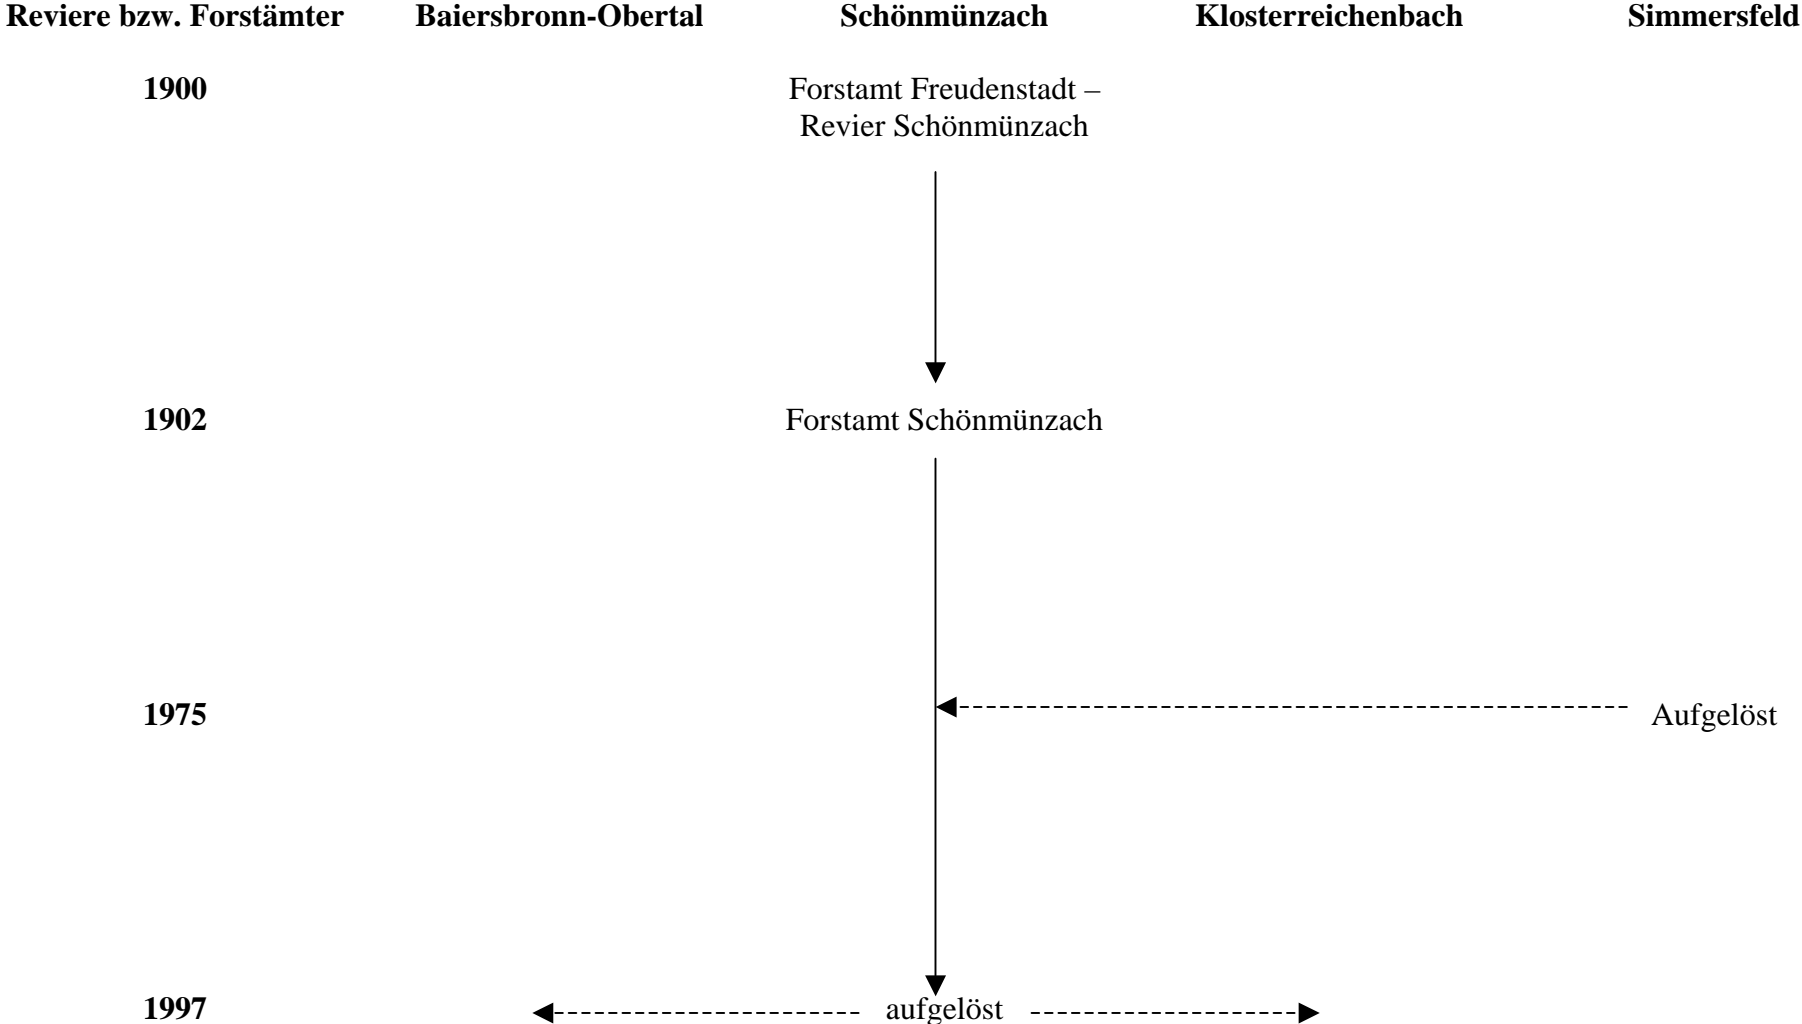 Reviere bzw. Forstämter Baiersbronn-Obertal Schönmünzach Klosterreichenbach Simmersfeld
1900 Forstamt Freudenstadt –
Revier Schönmünzach
1902 Forstamt Schönmünzach
1975 Aufgelöst
1997 aufgelöst